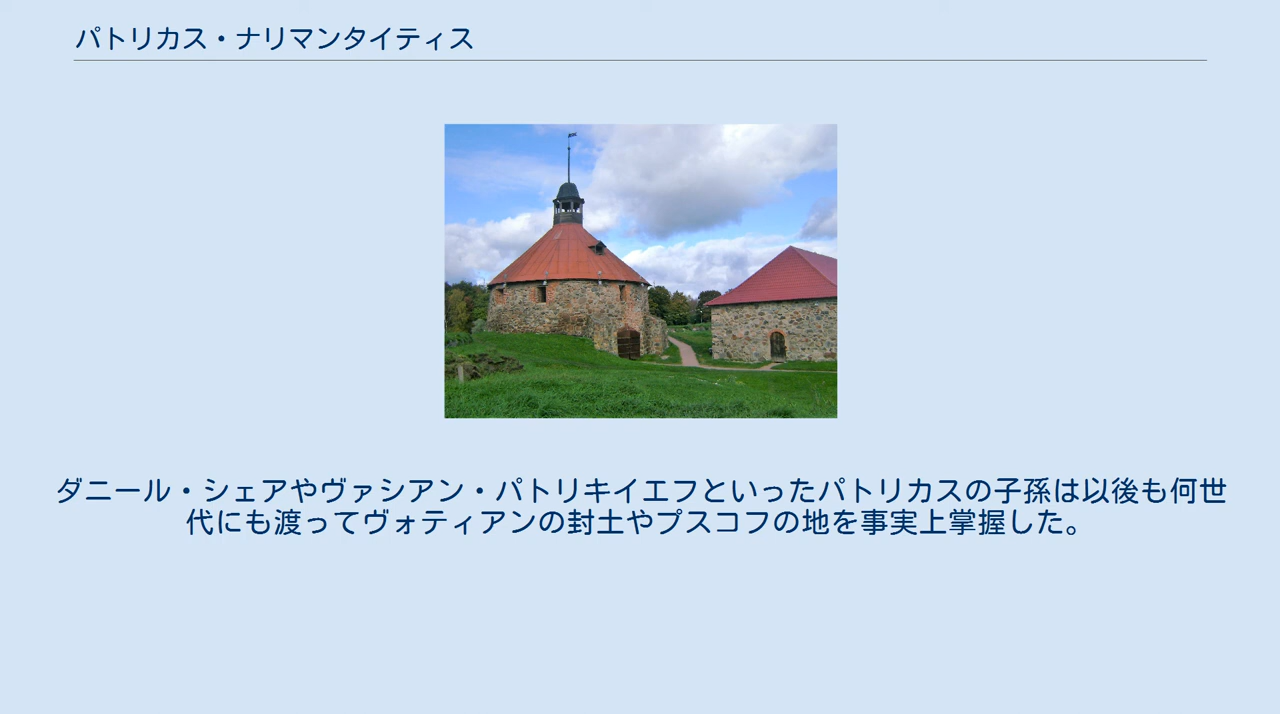 パトリカス・ナリマンタイティス
ダニール・シェアやヴァシアン・パトリキイエフといったパトリカスの子孫は以後も何世
代にも渡ってヴォティアンの封土やプスコフの地を事実上掌握した。